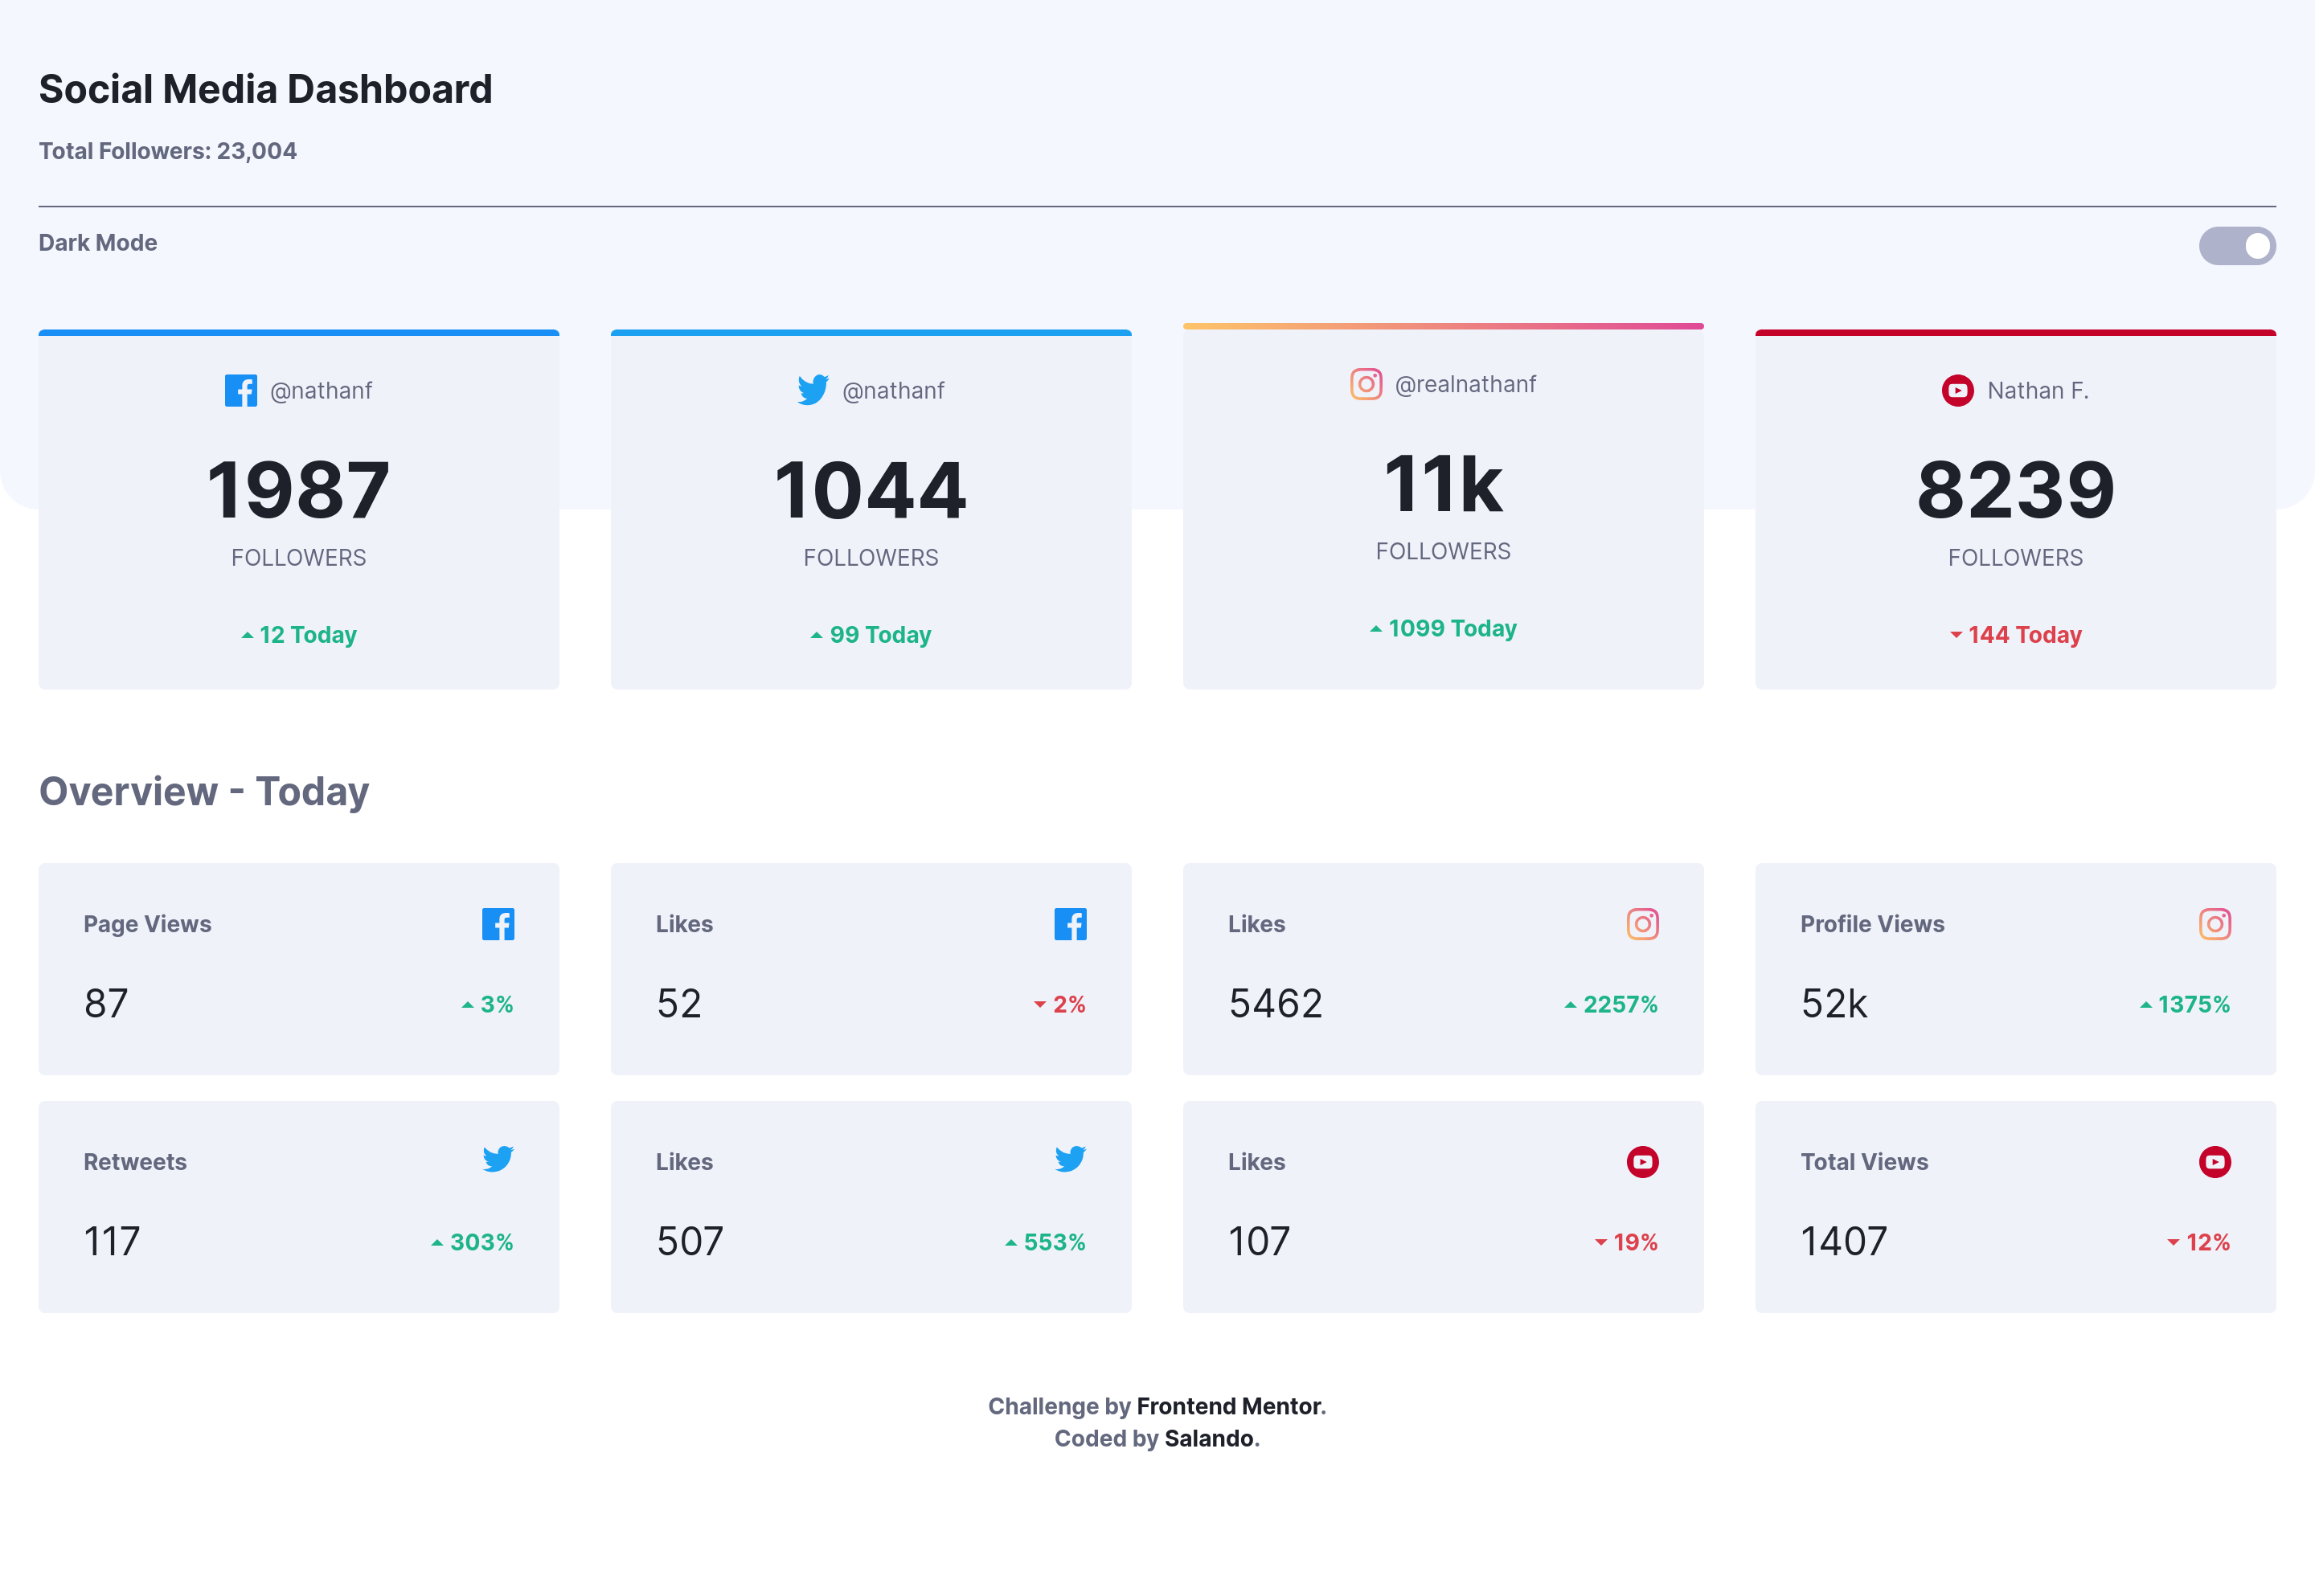 Social Media Dashboard
Total Followers: 23,004
Dark Mode
@nathanf
1987
FOLLOWERS
12 Today
@nathanf
1044
FOLLOWERS
99 Today
@realnathanf
11k
FOLLOWERS
1099 Today
Nathan F.
8239
FOLLOWERS
144 Today
Overview - Today
Page Views
87
3%
Likes
52
2%
Likes
5462
2257%
Profile Views
52k
1375%
Retweets
117
303%
Likes
507
553%
Likes
107
19%
Total Views
1407
12%
Challenge by Frontend Mentor.
Coded by Salando.